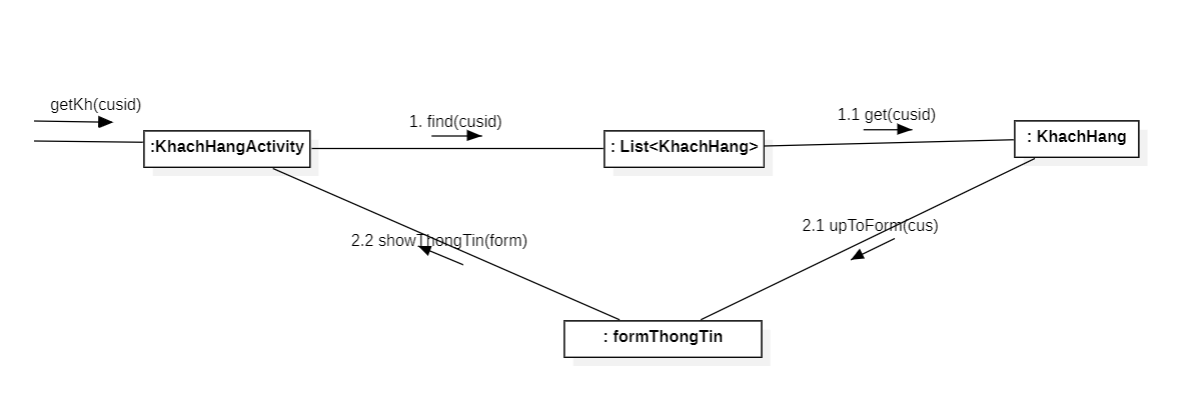 getKh(cusid)
1. find(cusid)
1.1 get(cusid)
:KhachHangActivity
: List<KhachHang>
: KhachHang
2.1 upToForm(cus)
2.2 showThongTin(form)
: formThongTin